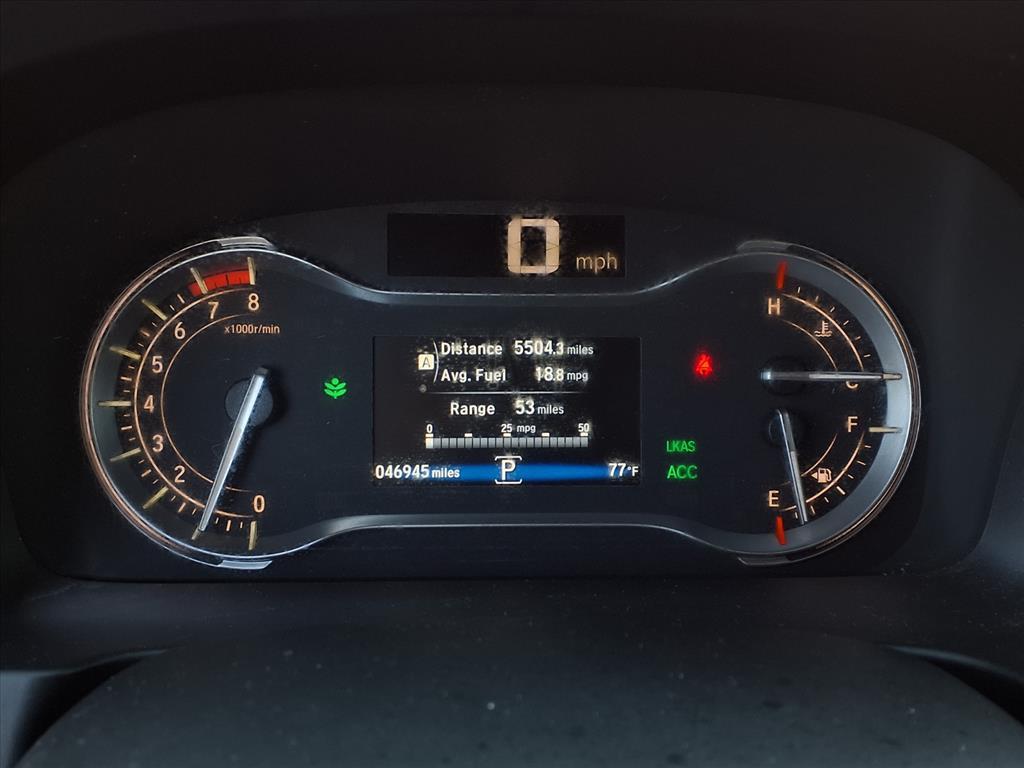 0 mph
8
7
6
x1000r/min
5
4
3
2
0
A
Distance 5504.3 miles
Avg. Fuel 18.8 mpg
Range 53 miles
0 25 mpg 50
046945 miles P 77°F
LKAS
ACC
H
C
F
E